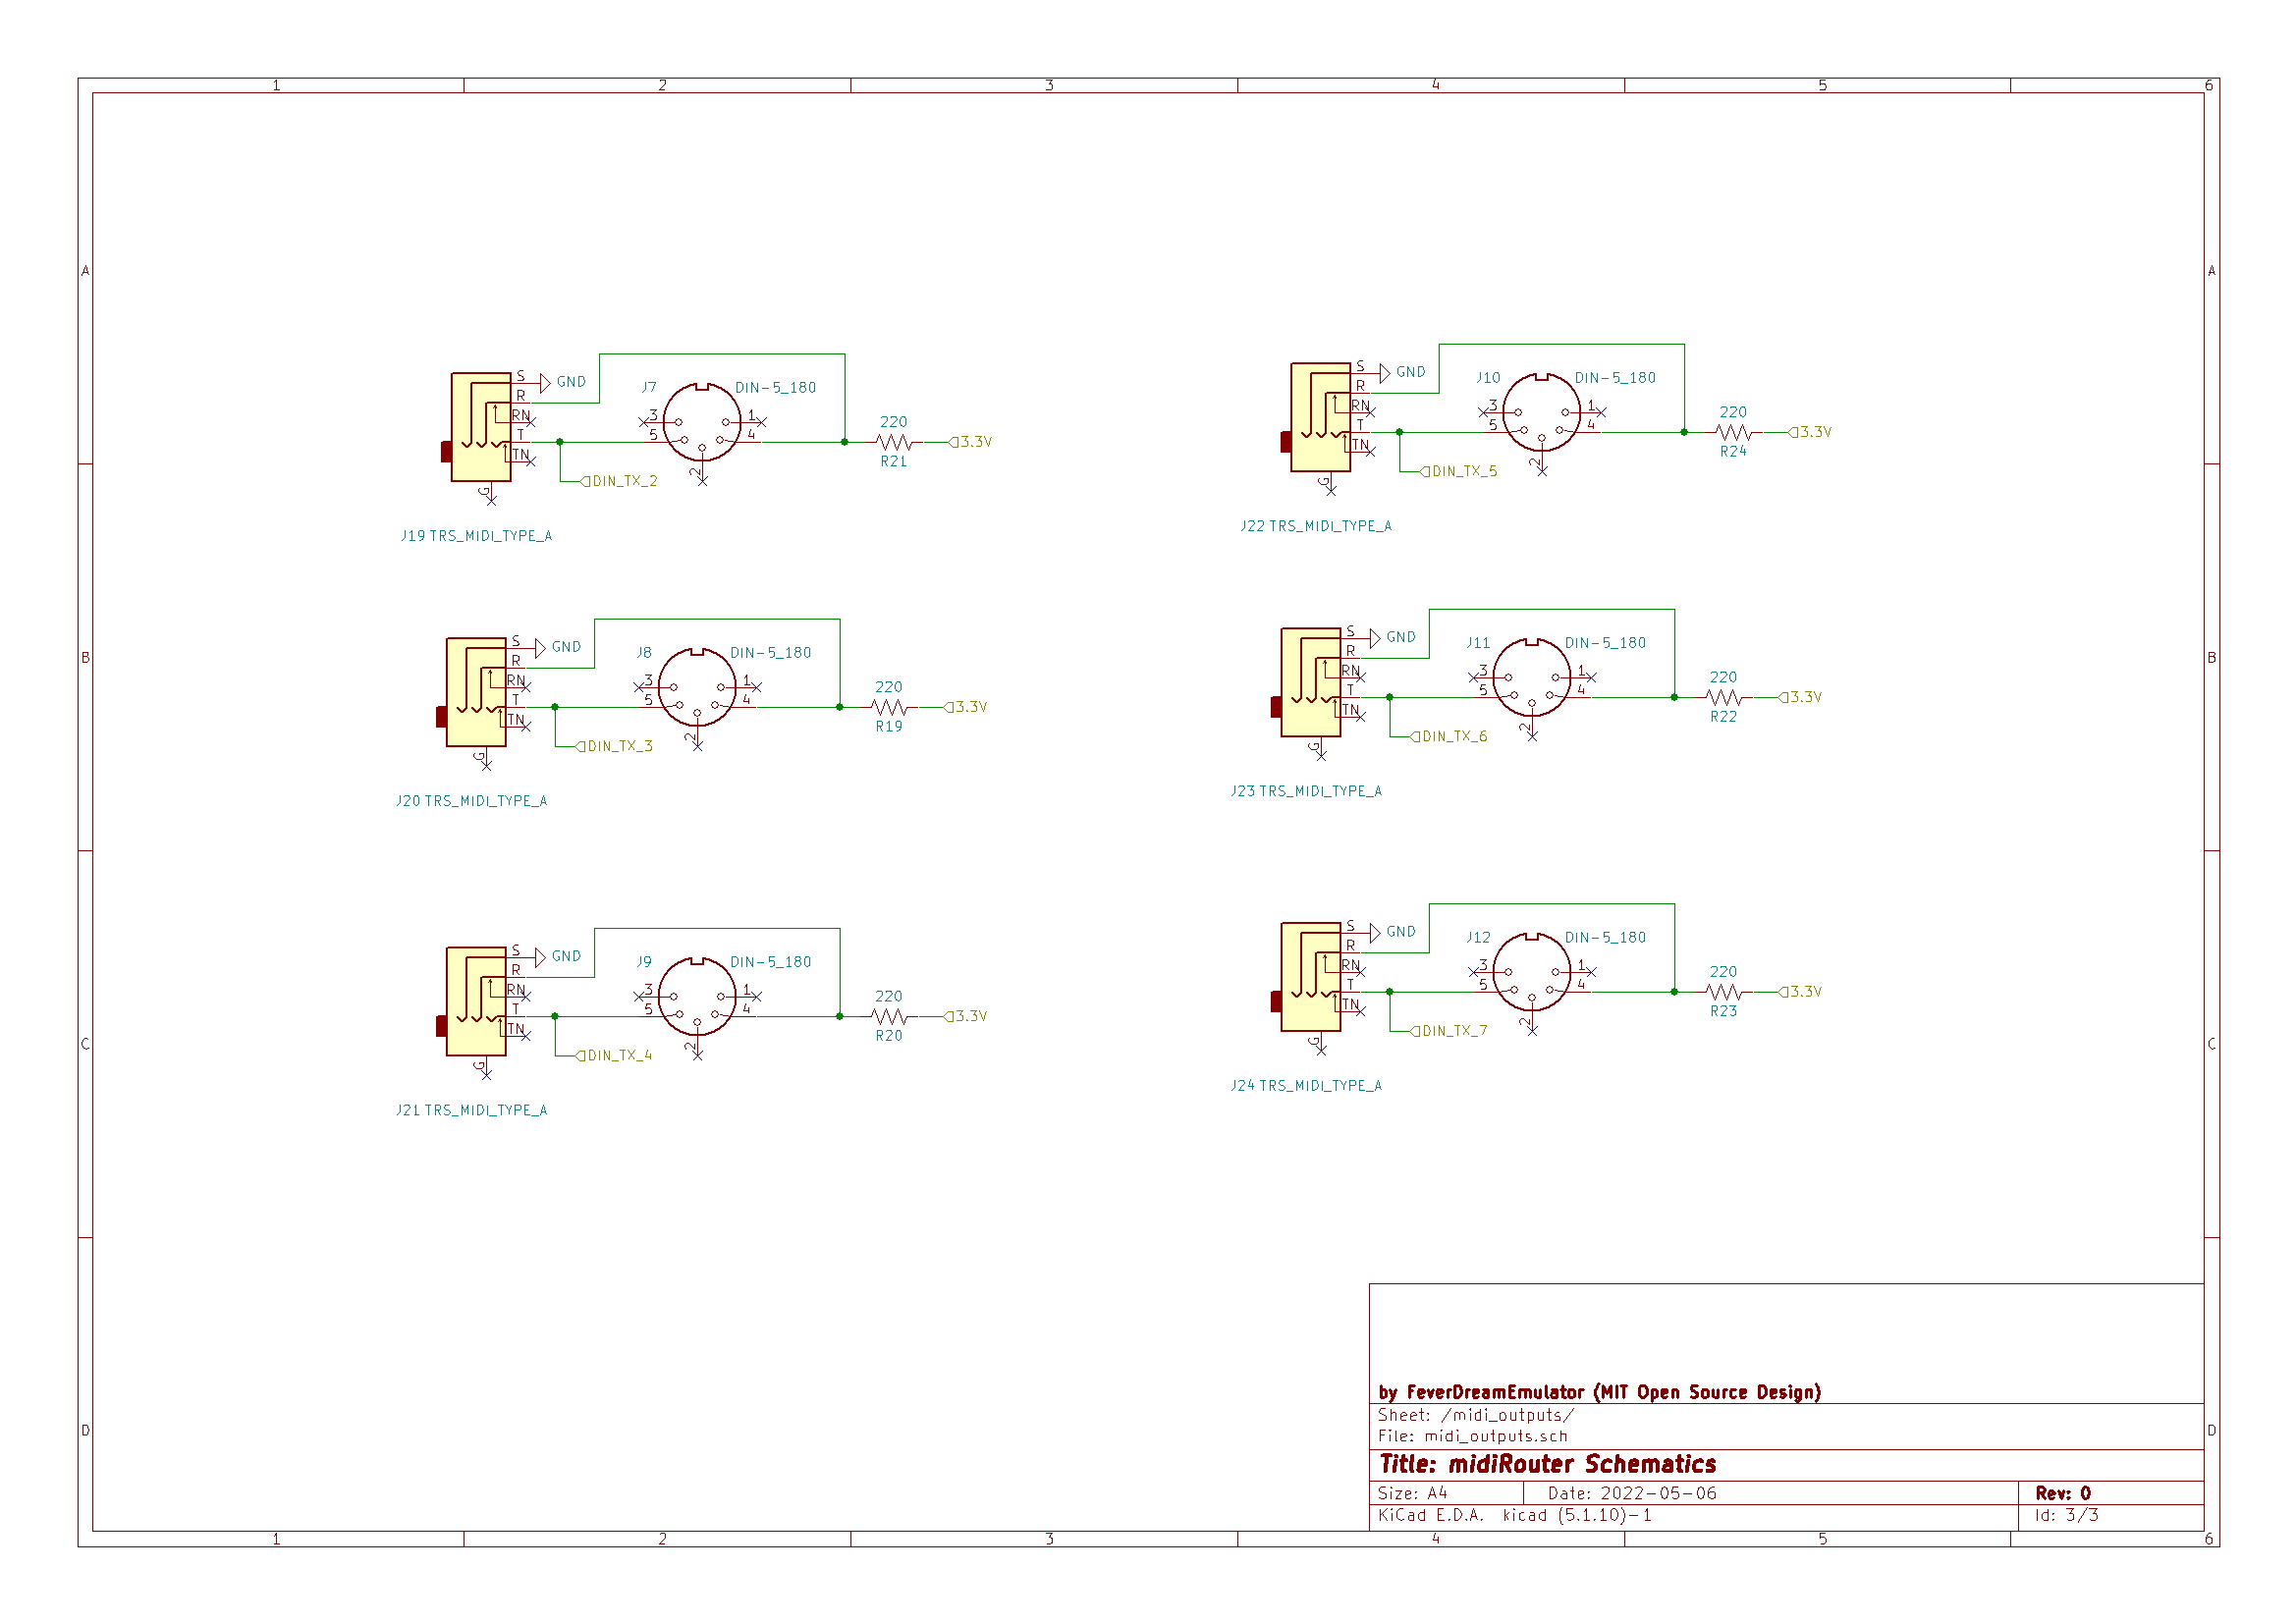 1 2 3 4 5 6
A A
B B
C C
D D
S GND
R
RN
T
TN
G
J7 DIN-5_180
3 1
5 4
2
220
R21
3.3V
DIN_TX_2
J19 TRS_MIDI_TYPE_A
S GND
R
RN
T
TN
G
J10 DIN-5_180
3 1
5 4
2
220
R24
3.3V
DIN_TX_5
J22 TRS_MIDI_TYPE_A
S GND
R
RN
T
TN
G
J8 DIN-5_180
3 1
5 4
2
220
R19
3.3V
DIN_TX_3
J20 TRS_MIDI_TYPE_A
S GND
R
RN
T
TN
G
J11 DIN-5_180
3 1
5 4
2
220
R22
3.3V
DIN_TX_6
J23 TRS_MIDI_TYPE_A
S GND
R
RN
T
TN
G
J9 DIN-5_180
3 1
5 4
2
220
R20
3.3V
DIN_TX_4
J21 TRS_MIDI_TYPE_A
S GND
R
RN
T
TN
G
J12 DIN-5_180
3 1
5 4
2
220
R23
3.3V
DIN_TX_7
J24 TRS_MIDI_TYPE_A
by FeverDreamEmulator (MIT Open Source Design)
Sheet: /midi_outputs/
File: midi_outputs.sch
Title: midiRouter Schematics
Size: A4 Date: 2022-05-06 Rev: 0
KiCad E.D.A. kicad (5.1.10)-1 Id: 3/3
1 2 3 4 5 6